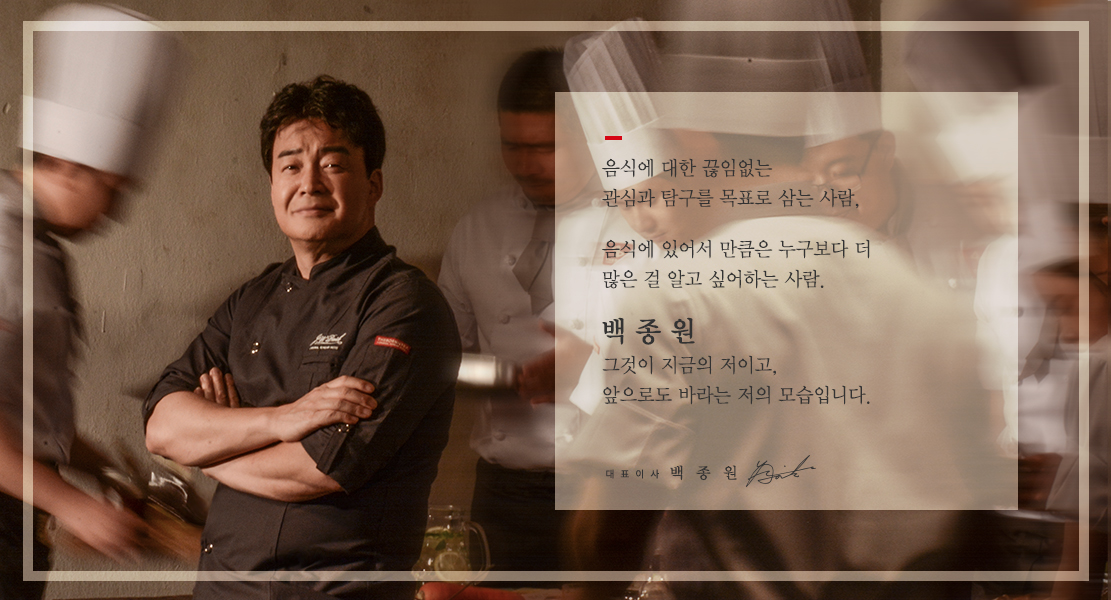 음식에 대한 끊임없는
관심과 탐구를 목표로 삼는 사람,
음식에 있어서 만큼은 누구보다 더
많은 걸 알고 싶어하는 사람.
백종원
그것이 지금의 저이고,
앞으로도 바라는 저의 모습입니다.
대표이사 백종원